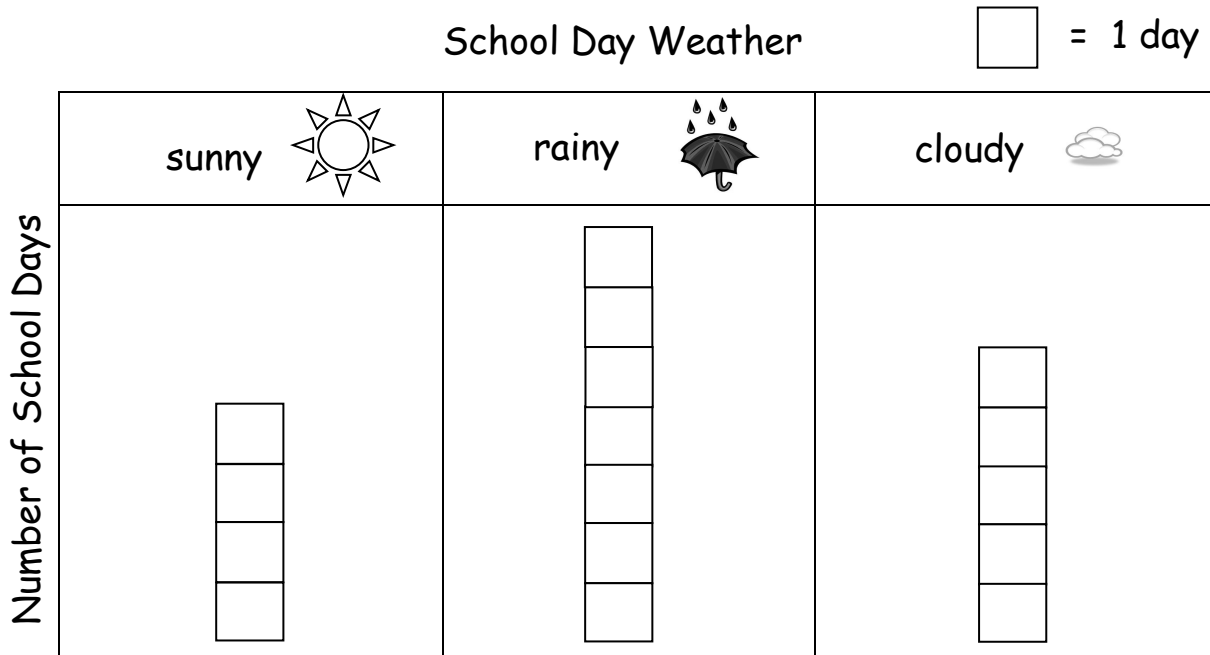 School Day Weather
= 1 day
sunny
rainy
cloudy
Number of School Days